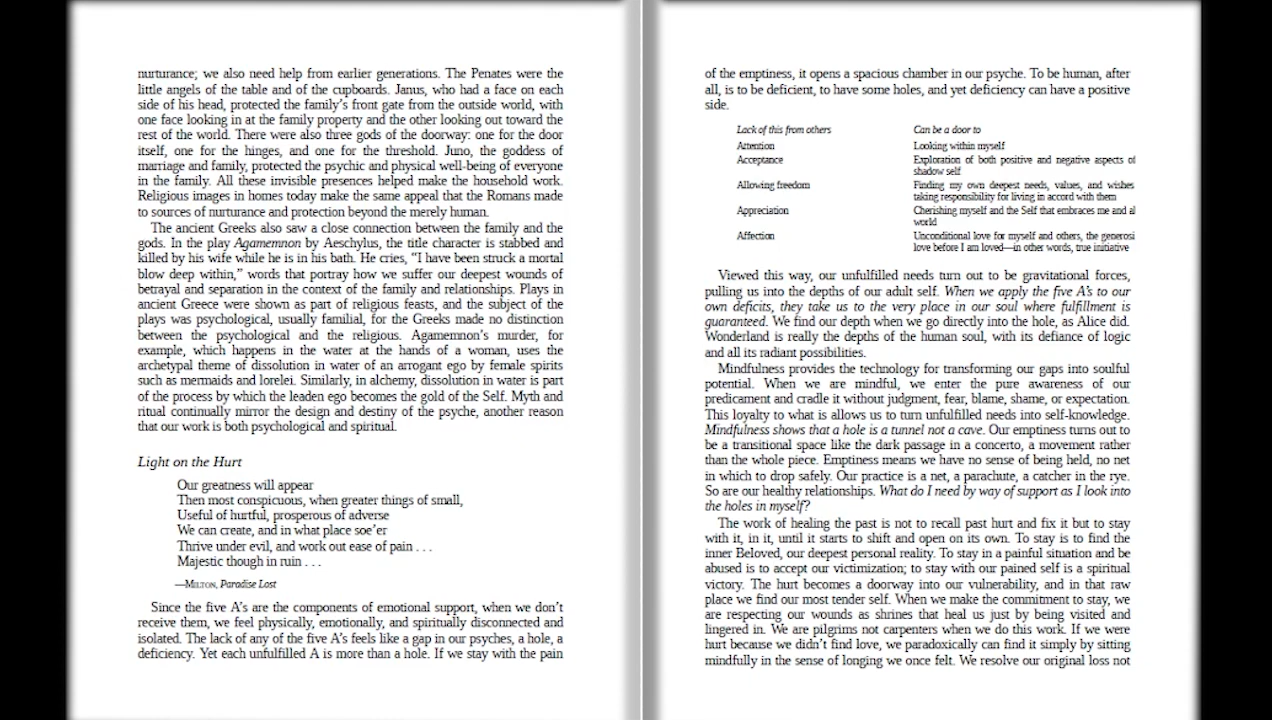 nurturance; we also need help from earlier generations. The Penates were the
little angels of the table and of the cupboards. Janus, who had a face on each
side of his head, protected the family's front gate from the outside world, with
one face looking in at the family property and the other looking out toward the
rest of the world. There were also three gods of the doorway: one for the door
itself, one for the hinges, and one for the threshold. Juno, the goddess of
marriage and family, protected the psychic and physical well-being of everyone
in the family. All these invisible presences helped make the household work.
Religious images in homes today make the same appeal that the Romans made
to sources of nurturance and protection beyond the merely human.
The ancient Greeks also saw a close connection between the family and the
gods. In the play Agamemnon by Aeschylus, the title character is stabbed and
killed by his wife while he is in his bath. He cries, “I have been struck a mortal
blow deep within,” words that portray how we suffer our deepest wounds of
betrayal and separation in the context of the family and relationships. Plays in
ancient Greece were shown as part of religious feasts, and the subject of the
plays was psychological, usually familial, for the Greeks made no distinction
between the psychological and the religious. Agamemnon's murder, for
example, which happens in the water at the hands of a woman, uses the
archetypal theme of dissolution in water of an arrogant ego by female spirits
such as mermaids and lorelei. Similarly, in alchemy, dissolution in water is part
of the process by which the leaden ego becomes the gold of the Self. Myth and
ritual continually mirror the design and destiny of the psyche, another reason
that our work is both psychological and spiritual.
Light on the Hurt
Our greatness will appear
Then most conspicuous, when greater things of small,
Useful of hurtful, prosperous of adverse
We can create, and in what place soe'er
Thrive under evil, and work out ease of pain . . .
Majestic though in ruin . . .
—MILTON, Paradise Lost
Since the five A's are the components of emotional support, when we don't
receive them, we feel physically, emotionally, and spiritually disconnected and
isolated. The lack of any of the five A's feels like a gap in our psyches, a hole, a
deficiency. Yet each unfulfilled A is more than a hole. If we stay with the pain
of the emptiness, it opens a spacious chamber in our psyche. To be human, after
all, is to be deficient, to have some holes, and yet deficiency can have a positive
side.
Lack of this from others Can be a door to
Attention Looking within myself
Acceptance Exploration of both positive and negative aspects of
shadow self
Allowing freedom Finding my own deepest needs, values, and wishes
taking responsibility for living in accord with them
Appreciation Cherishing myself and the Self that embraces me and al
world
Affection Unconditional love for myself and others, the generosi
love before I am loved—in other words, true initiative
Viewed this way, our unfulfilled needs turn out to be gravitational forces,
pulling us into the depths of our adult self. When we apply the five A's to our
own deficits, they take us to the very place in our soul where fulfillment is
guaranteed. We find our depth when we go directly into the hole, as Alice did.
Wonderland is really the depths of the human soul, with its defiance of logic
and all its radiant possibilities.
Mindfulness provides the technology for transforming our gaps into soulful
potential. When we are mindful, we enter the pure awareness of our
predicament and cradle it without judgment, fear, blame, shame, or expectation.
This loyalty to what is allows us to turn unfulfilled needs into self-knowledge.
Mindfulness shows that a hole is a tunnel not a cave. Our emptiness turns out to
be a transitional space like the dark passage in a concerto, a movement rather
than the whole piece. Emptiness means we have no sense of being held, no net
in which to drop safely. Our practice is a net, a parachute, a catcher in the rye.
So are our healthy relationships. What do I need by way of support as I look into
the holes in myself?
The work of healing the past is not to recall past hurt and fix it but to stay
with it, in it, until it starts to shift and open on its own. To stay is to find the
inner Beloved, our deepest personal reality. To stay in a painful situation and be
abused is to accept our victimization; to stay with our pained self is a spiritual
victory. The hurt becomes a doorway into our vulnerability, and in that raw
place we find our most tender self. When we make the commitment to stay, we
are respecting our wounds as shrines that heal us just by being visited and
lingered in. We are pilgrims not carpenters when we do this work. If we were
hurt because we didn't find love, we paradoxically can find it simply by sitting
mindfully in the sense of longing we once felt. We resolve our original loss not